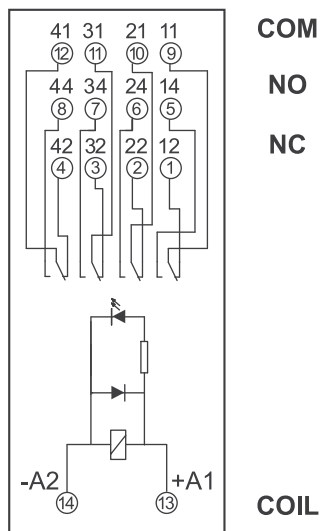 41 31 21 11 COM
12 11 10 9
44 34 24 14 NO
8 7 6 5
42 32 22 12 NC
4 3 2 1
-A2 +A1
14 13 COIL